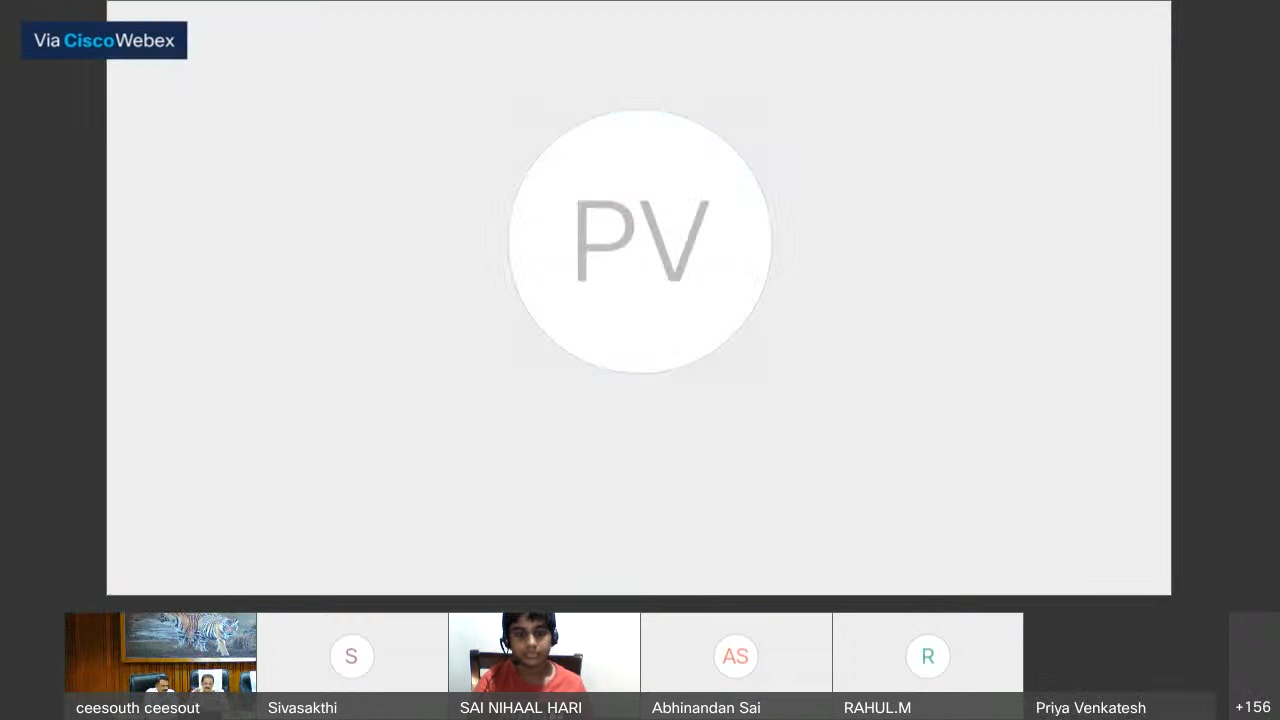 Via CiscoWebex
PV
S
AS
R
ceesouth ceesout
Sivasakthi
SAI NIHAAL HARI
Abhinandan Sai
RAHUL.M
Priya Venkatesh
+156